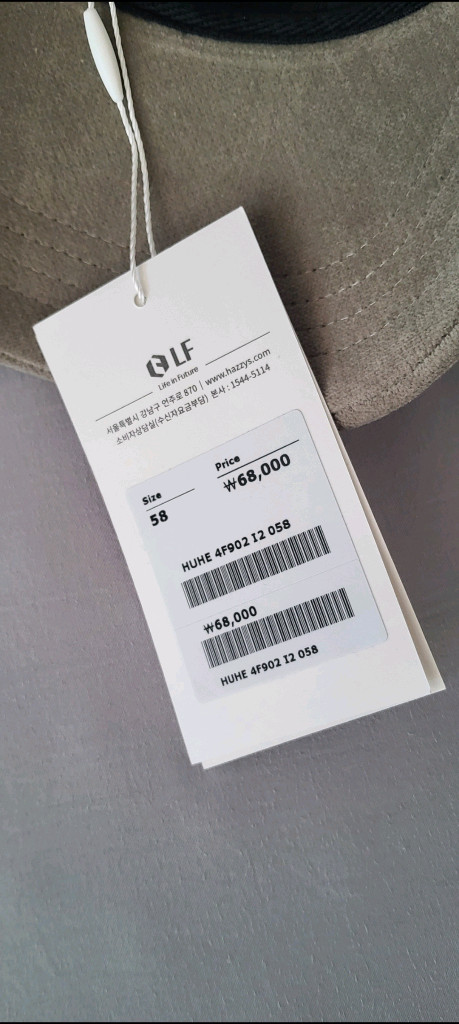 LF
Life in Future
서울특별시 강남구 언주로 870 | www.hazzys.com
소비자상담실(수신자요금부담) 본사 : 1544-5114
Size
58
Price
₩68,000
HUHE 4F902 I2 058
₩68,000
HUHE 4F902 I2 058